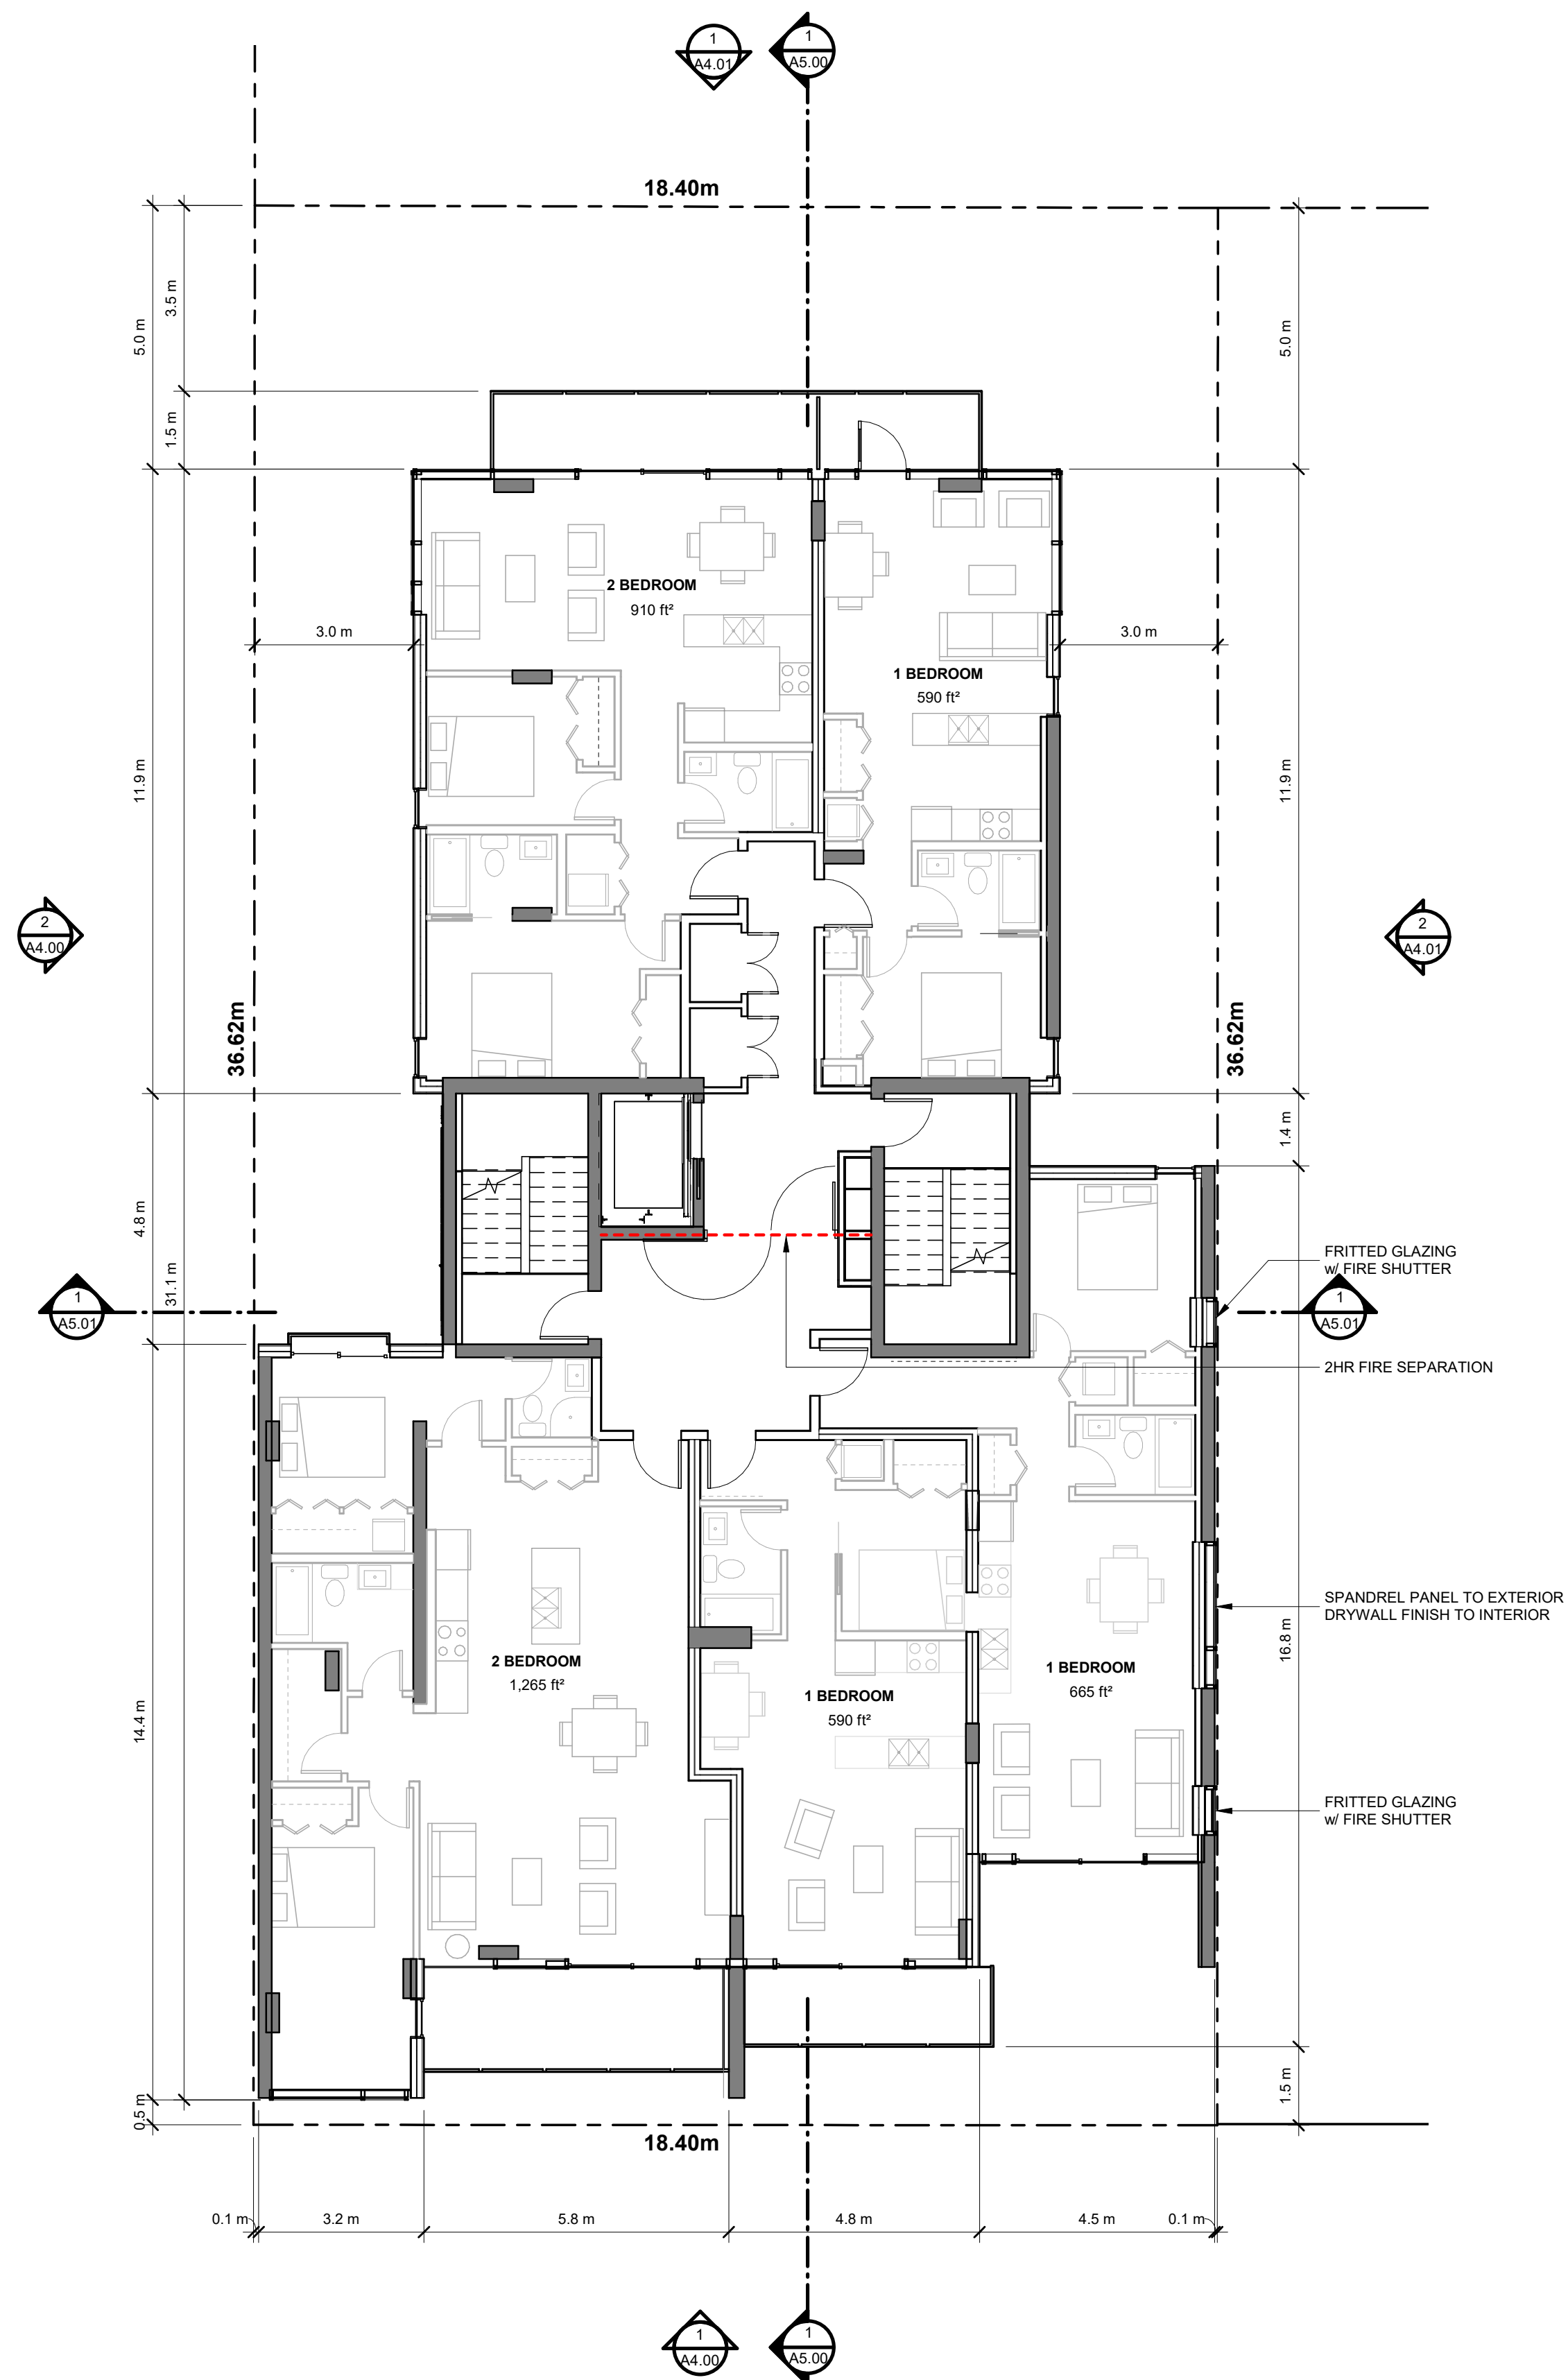 1
A4.01
1
A5.00
18.40m
5.0 m
3.5 m
1.5 m
5.0 m
2 BEDROOM
910 ft²
3.0 m
1 BEDROOM
590 ft²
3.0 m
11.9 m
11.9 m
2
A4.00
2
A4.01
36.62m
36.62m
1.4 m
4.8 m
31.1 m
FRITTED GLAZING
w/ FIRE SHUTTER
1
A5.01
1
A5.01
2HR FIRE SEPARATION
SPANDREL PANEL TO EXTERIOR
DRYWALL FINISH TO INTERIOR
16.8 m
2 BEDROOM
1,265 ft²
1 BEDROOM
590 ft²
1 BEDROOM
665 ft²
14.4 m
FRITTED GLAZING
w/ FIRE SHUTTER
0.5 m
1.5 m
18.40m
0.1 m
3.2 m
5.8 m
4.8 m
4.5 m
0.1 m
1
A4.00
1
A5.00